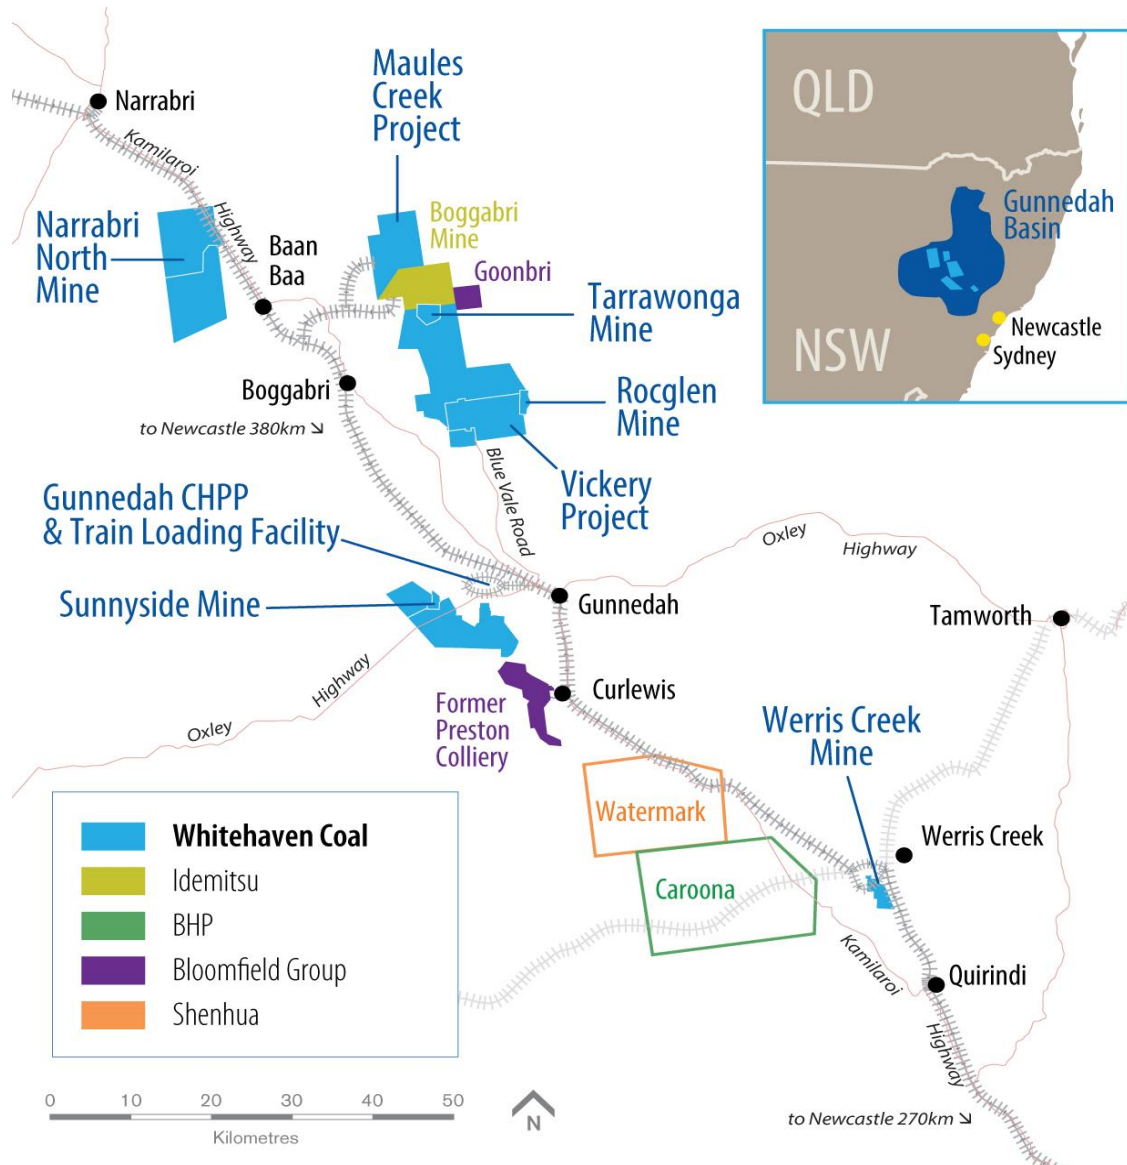 Narrabri
Kamilaroi
Highway
Maules
Creek
Project
Narrabri
North
Mine
Baan
Baa
Boggabri
Mine
Goonbri
Tarrawonga
Mine
Boggabri
to Newcastle 380km ↘
Rocglen
Mine
Vickery
Project
Blue Vale Road
QLD
Gunnedah
Basin
NSW
Newcastle
Sydney
Gunnedah CHPP
& Train Loading Facility
Sunnyside Mine
Gunnedah
Oxley
Highway
Tamworth
Highway
Oxley
Former
Preston
Colliery
Curlewis
Werris Creek
Mine
Watermark
Werris Creek
Caroona
Kamilaroi
Quirindi
Highway
to Newcastle 270km ↘
Whitehaven Coal
Idemitsu
BHP
Bloomfield Group
Shenhua
0 10 20 30 40 50
Kilometres
N